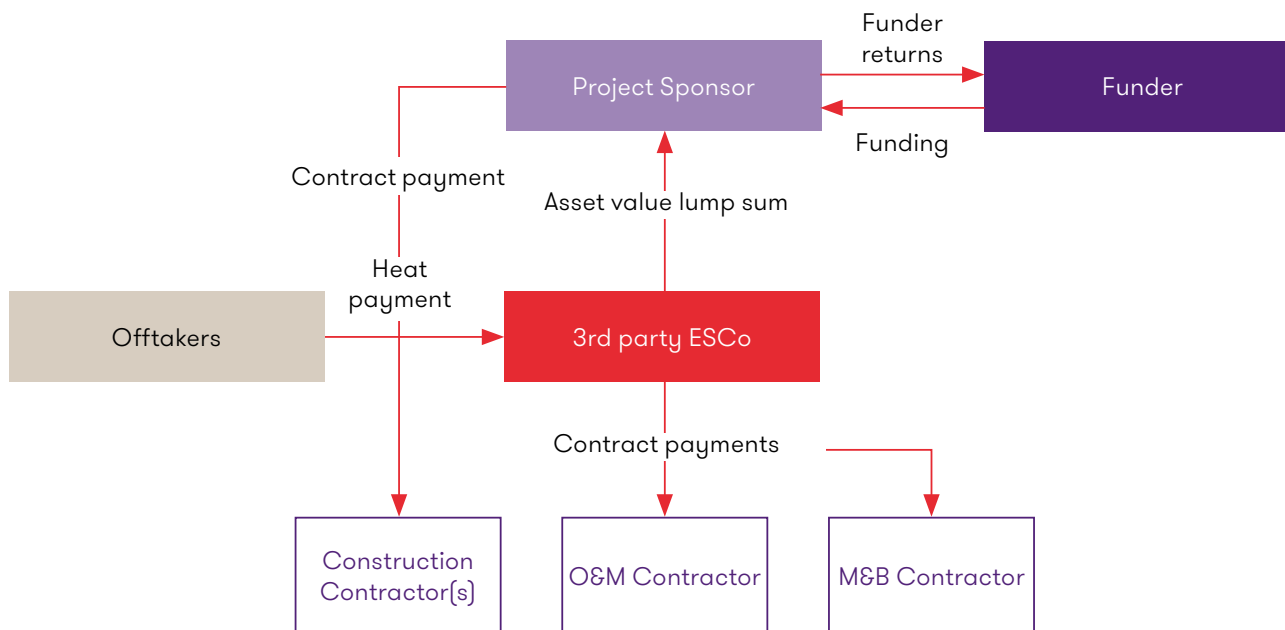 Funder
returns
Project Sponsor
Funder
Funding
Contract payment
Asset value lump sum
Heat
payment
Offtakers
3rd party ESCo
Contract payments
Construction
Contractor(s)
O&M Contractor
M&B Contractor